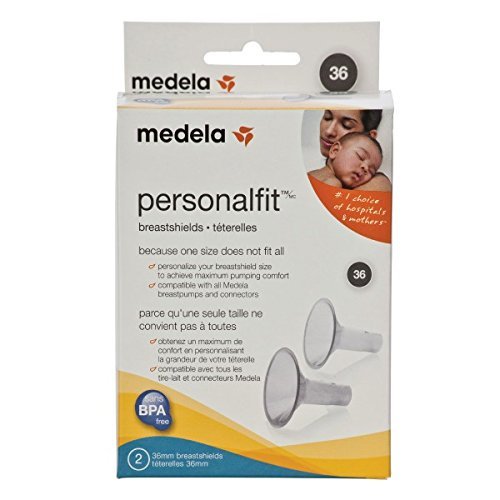 medela
36
medela
personalfit™/MC
breastshields • téterelles
# 1 choice
of hospitals
& mothers
because one size does not fit all
personalize your breastshield size
to achieve maximum pumping comfort
compatible with all Medela
breastpumps and connectors
36
parce qu'une seule taille ne
convient pas à toutes
obtenez un maximum de
confort en personnalisant
la grandeur de votre téterelle
compatible avec tous les
tire-lait et connecteurs Medela
sans
BPA
free
2
36mm breastshields
téterelles 36mm